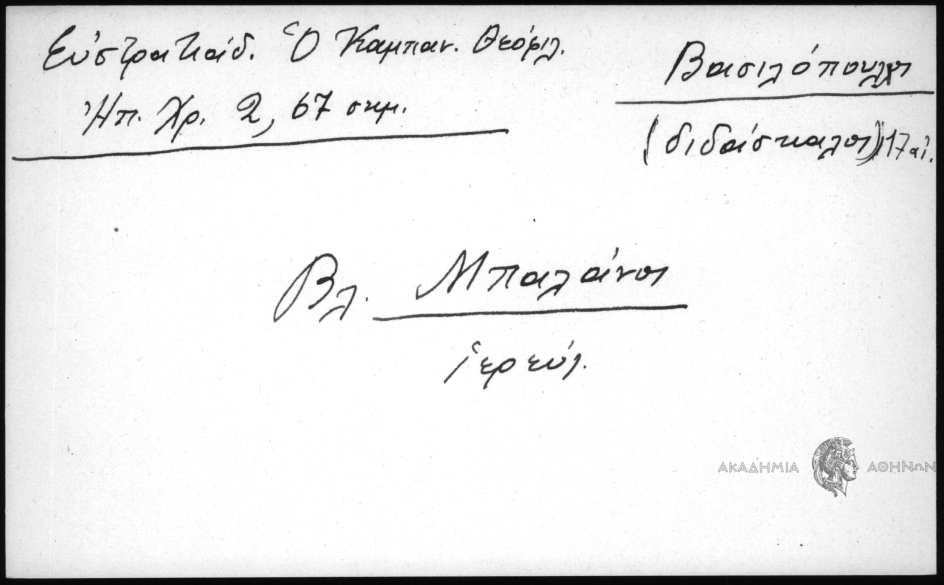 Εὐστρατιάδ. Ὁ Καμπαν. Θεόφιλ.
Ἠπ. Χρ. 2, 67 σημ.
Βασιλόπουλος
(διδάσκαλος) 17 αἰ.
Βλ. Μπαλάνος
ἱερεύς.
ΑΚΑΔΗΜΙΑ ΑΘΗΝΩΝ